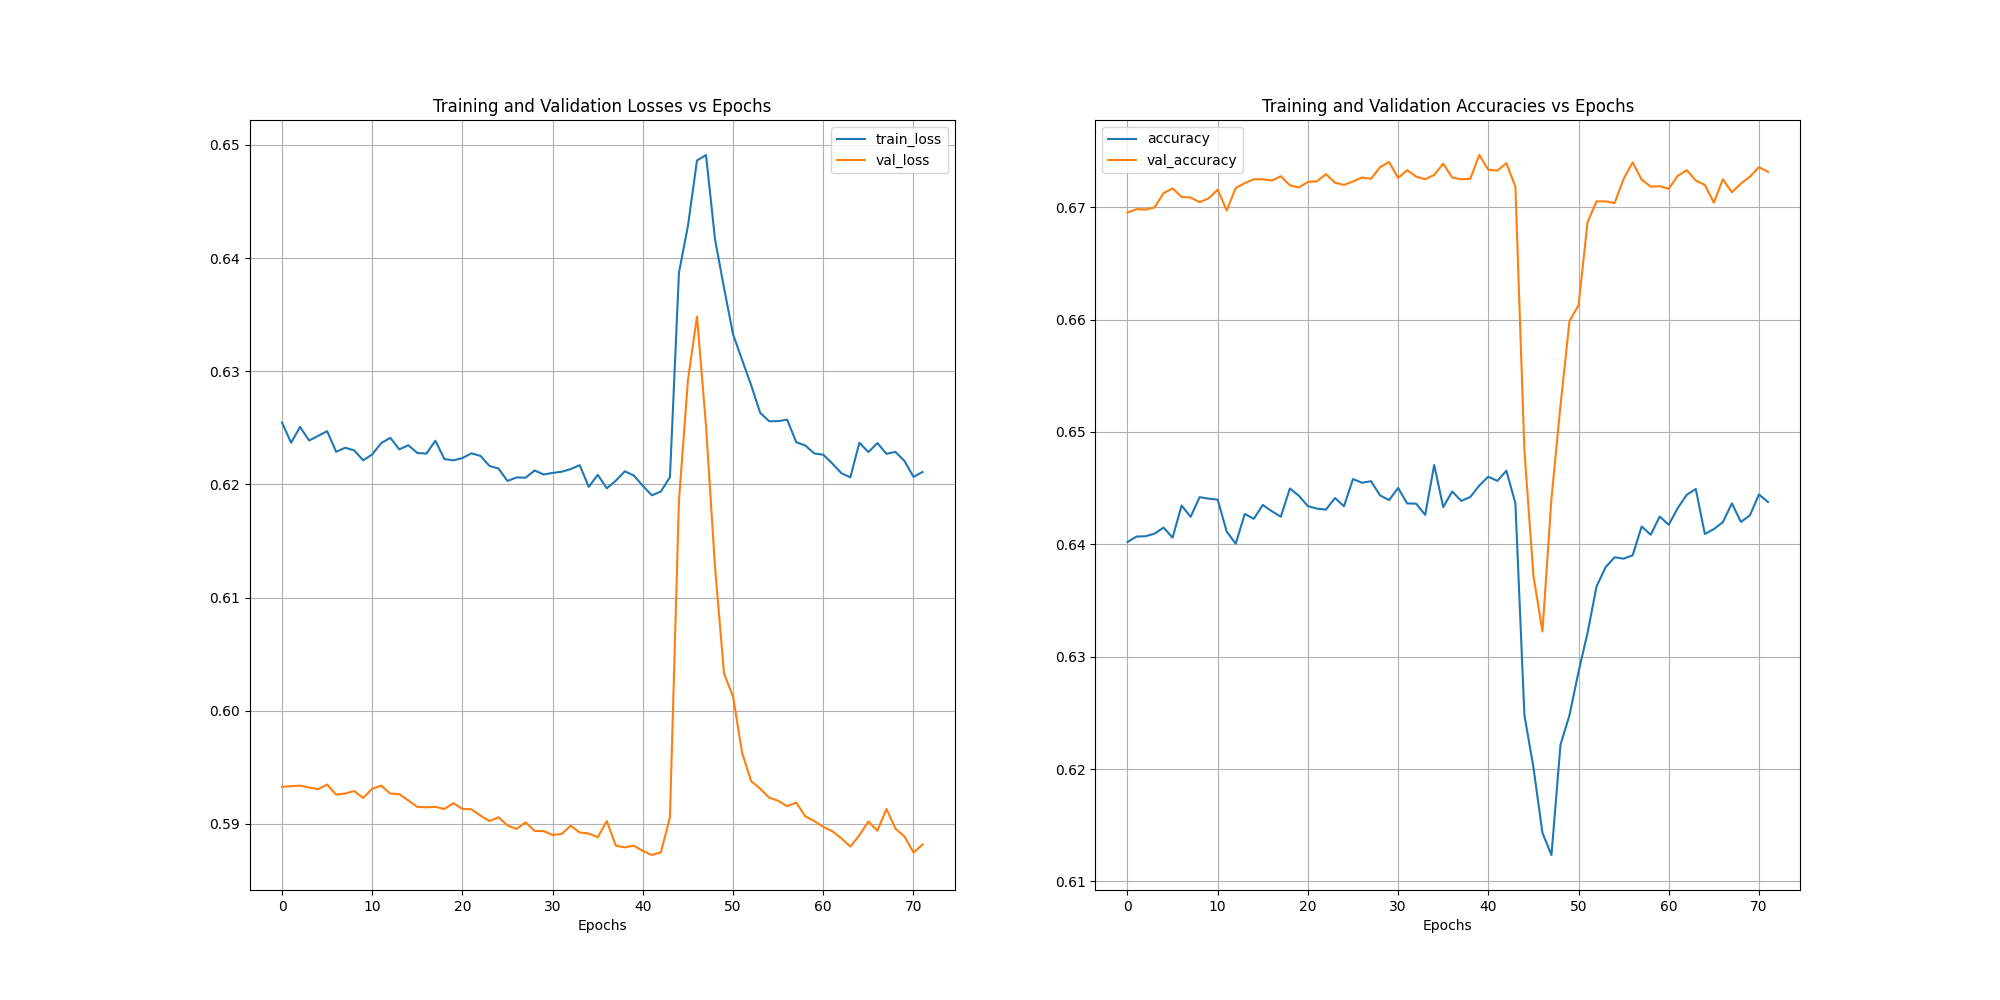 Training and Validation Losses vs Epochs
train_loss
val_loss
0.65
0.64
0.63
0.62
0.61
0.60
0.59
0 10 20 30 40 50 60 70
Epochs
Training and Validation Accuracies vs Epochs
accuracy
val_accuracy
0.67
0.66
0.65
0.64
0.63
0.62
0.61
0 10 20 30 40 50 60 70
Epochs